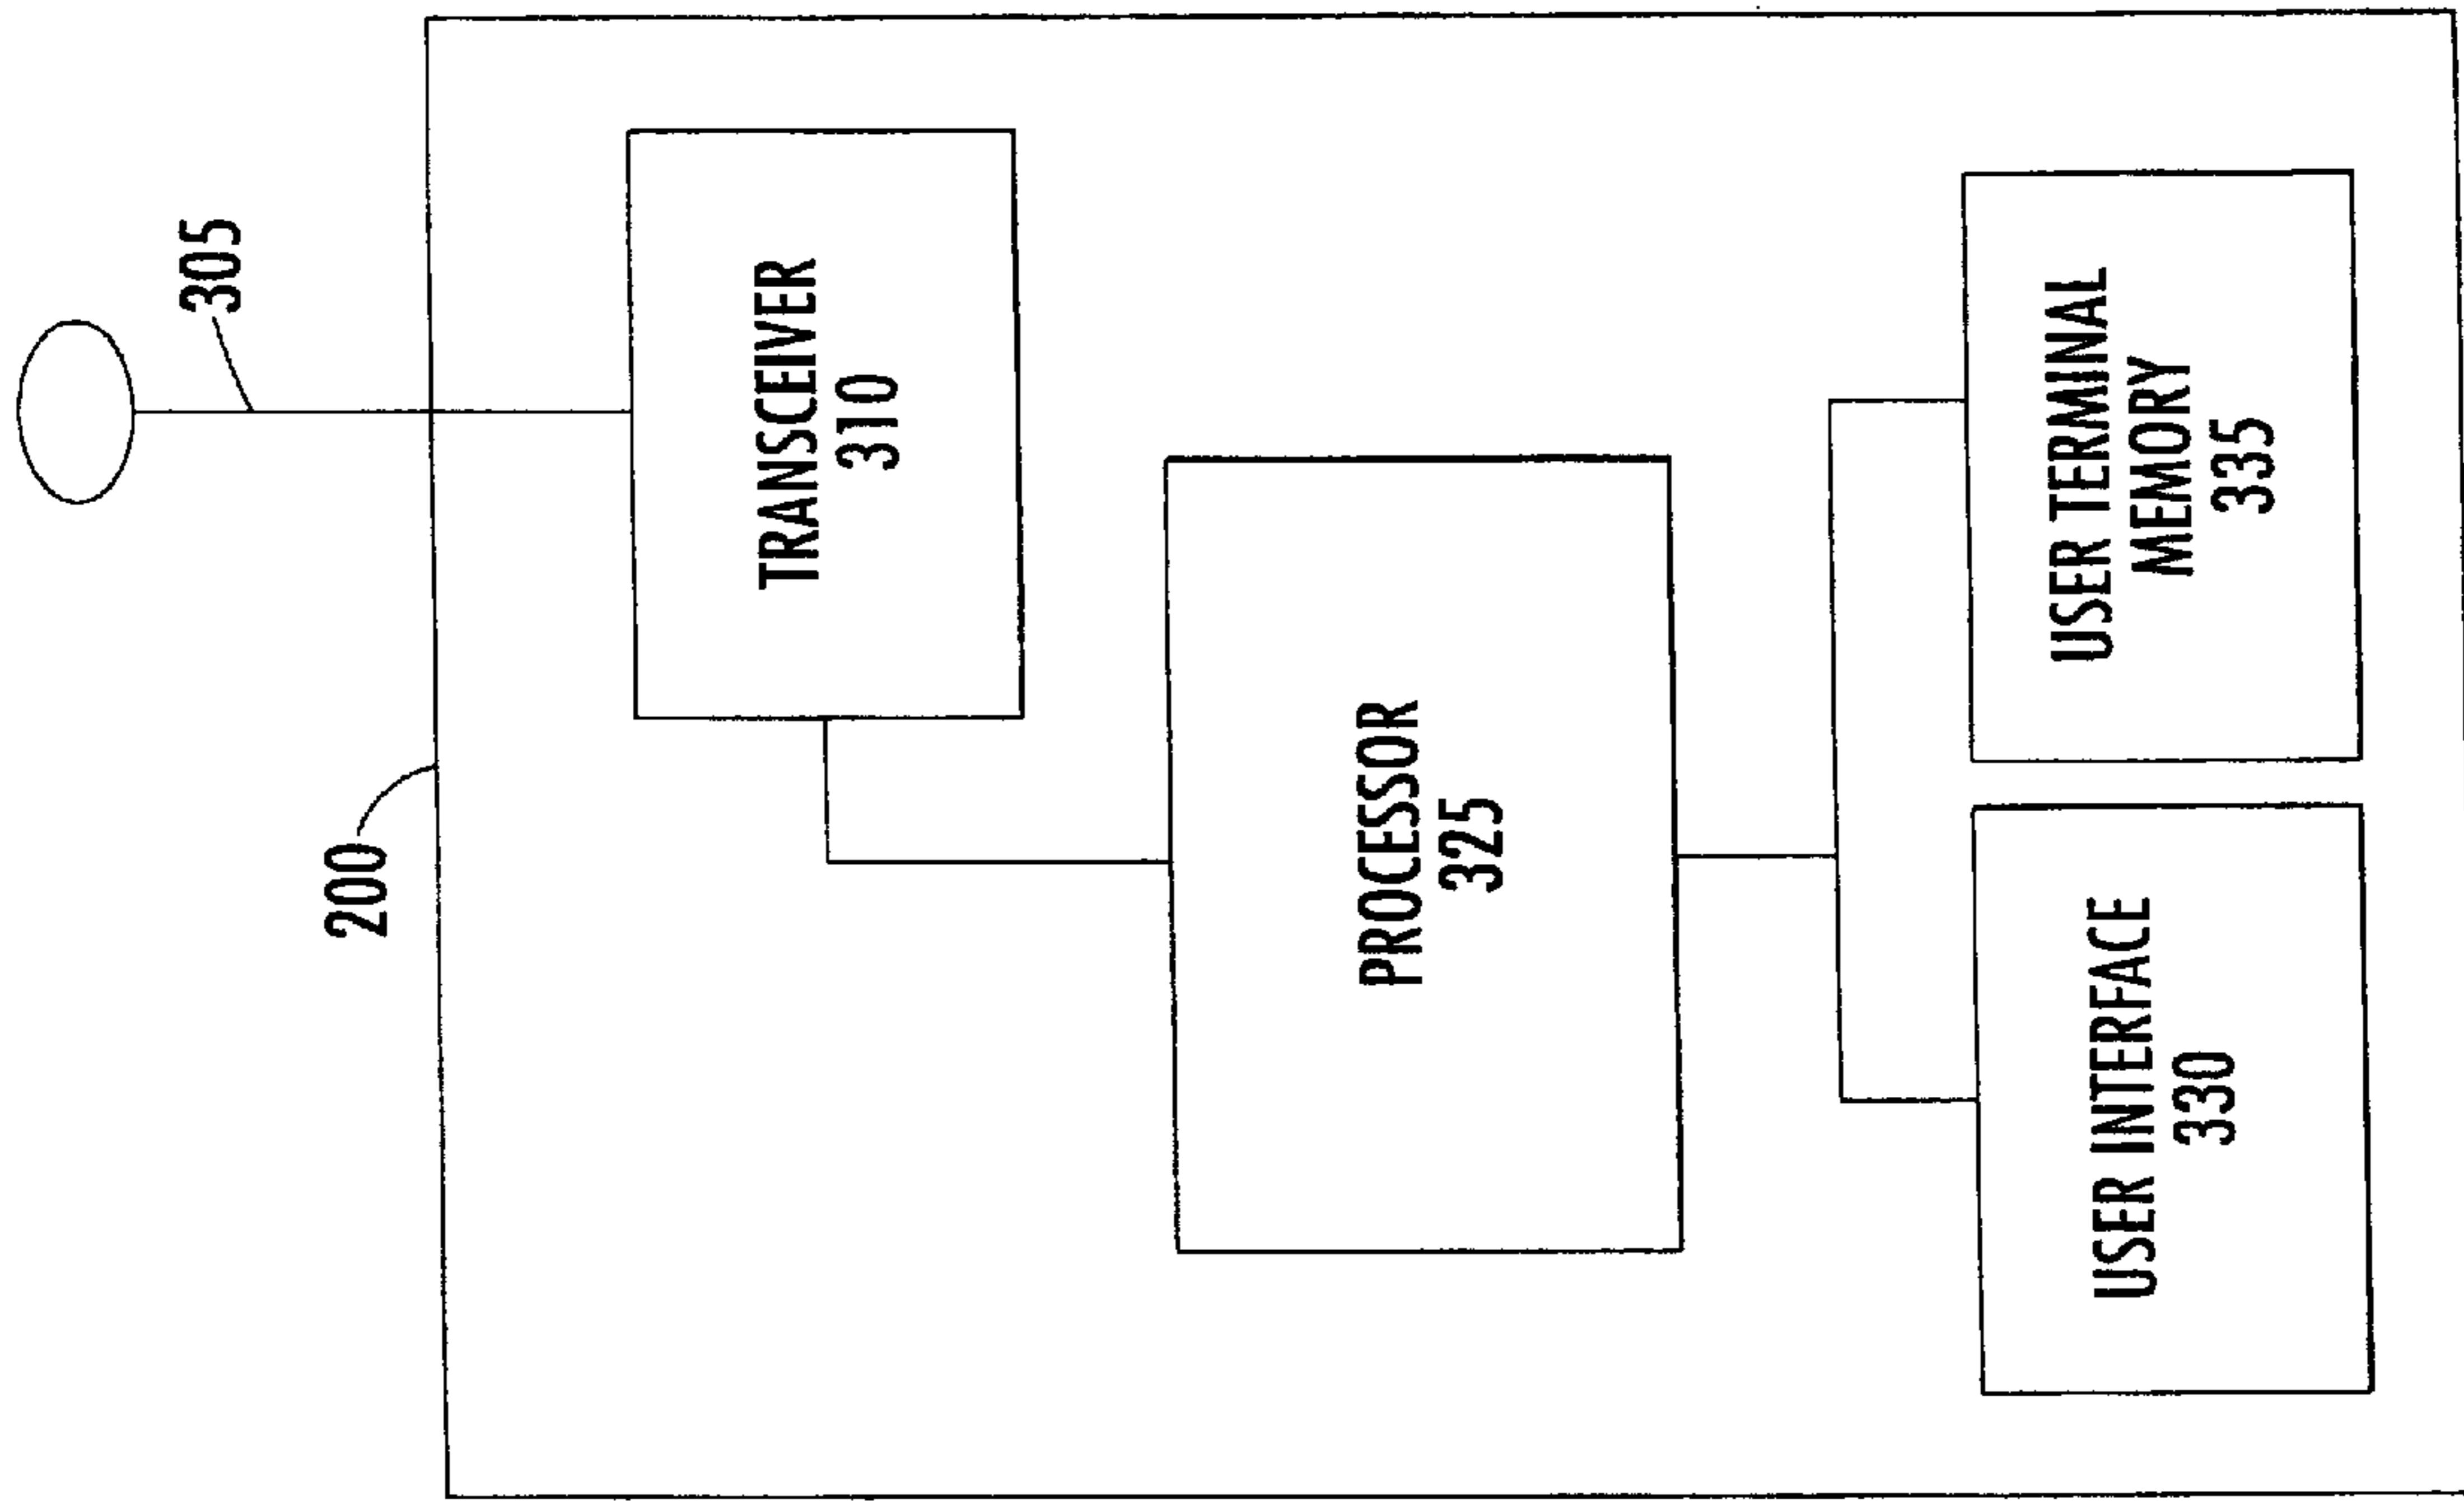 305
200
TRANSCEIVER
310
PROCESSOR
325
USER INTERFACE
330
USER TERMINAL
MEMORY
335